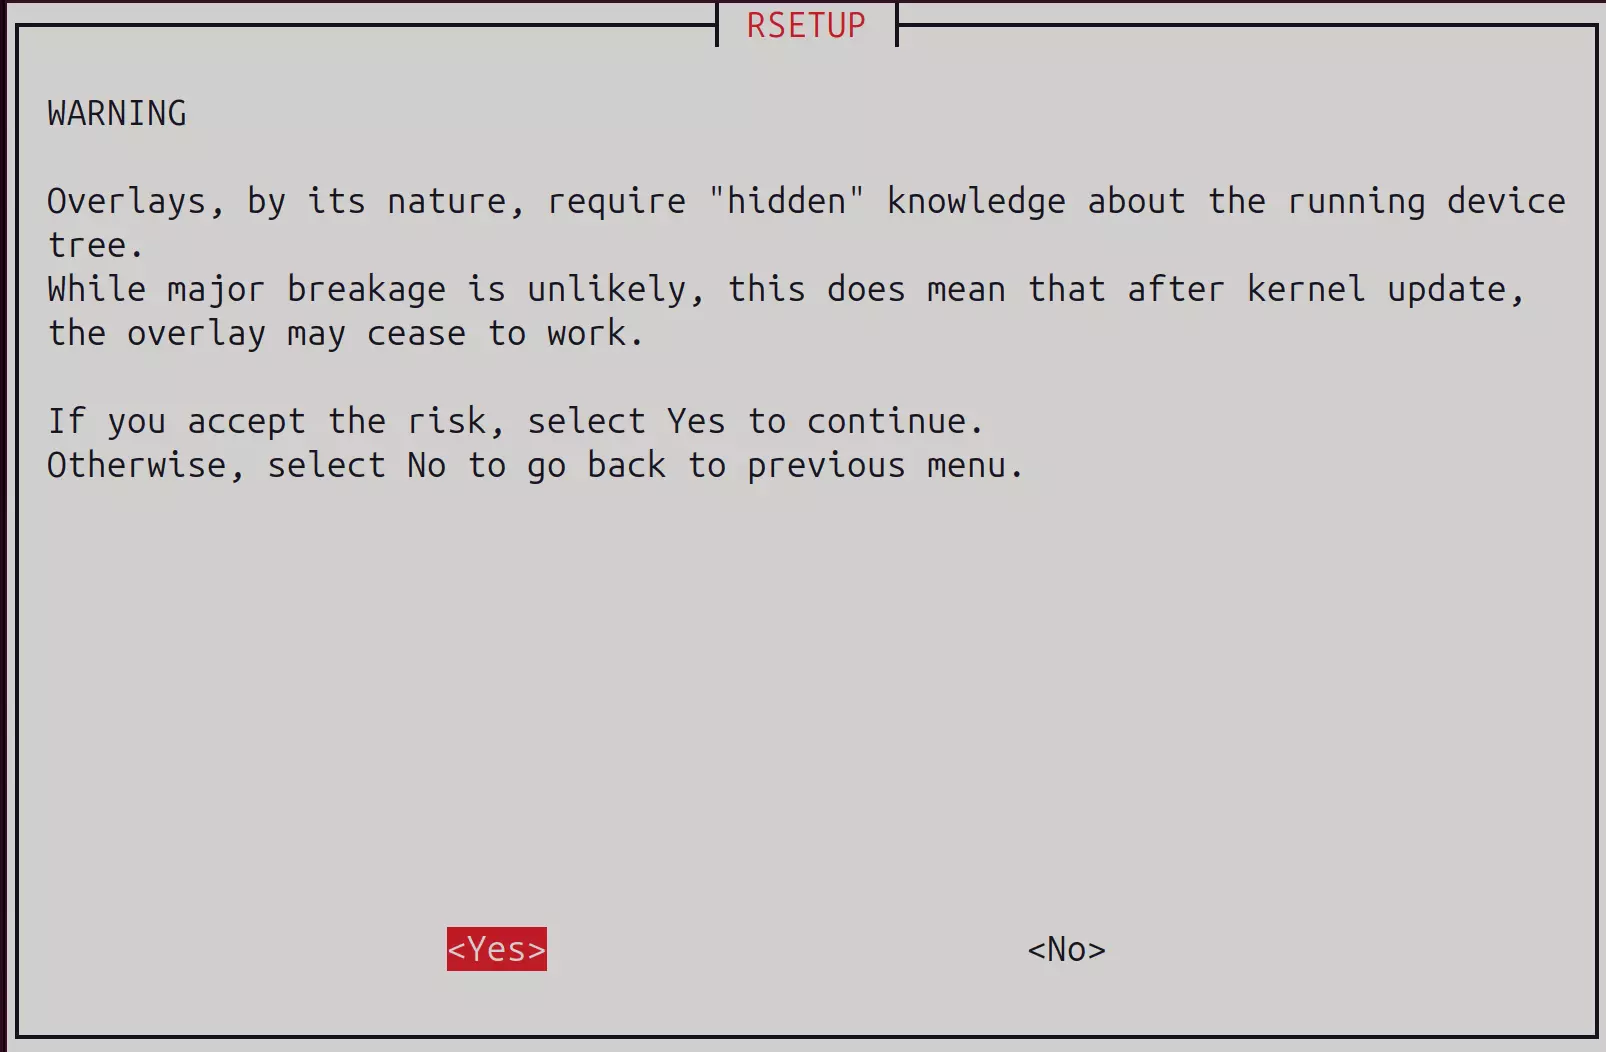 RSETUP
WARNING
Overlays, by its nature, require "hidden" knowledge about the running device
tree.
While major breakage is unlikely, this does mean that after kernel update,
the overlay may cease to work.
If you accept the risk, select Yes to continue.
Otherwise, select No to go back to previous menu.
<Yes> <No>